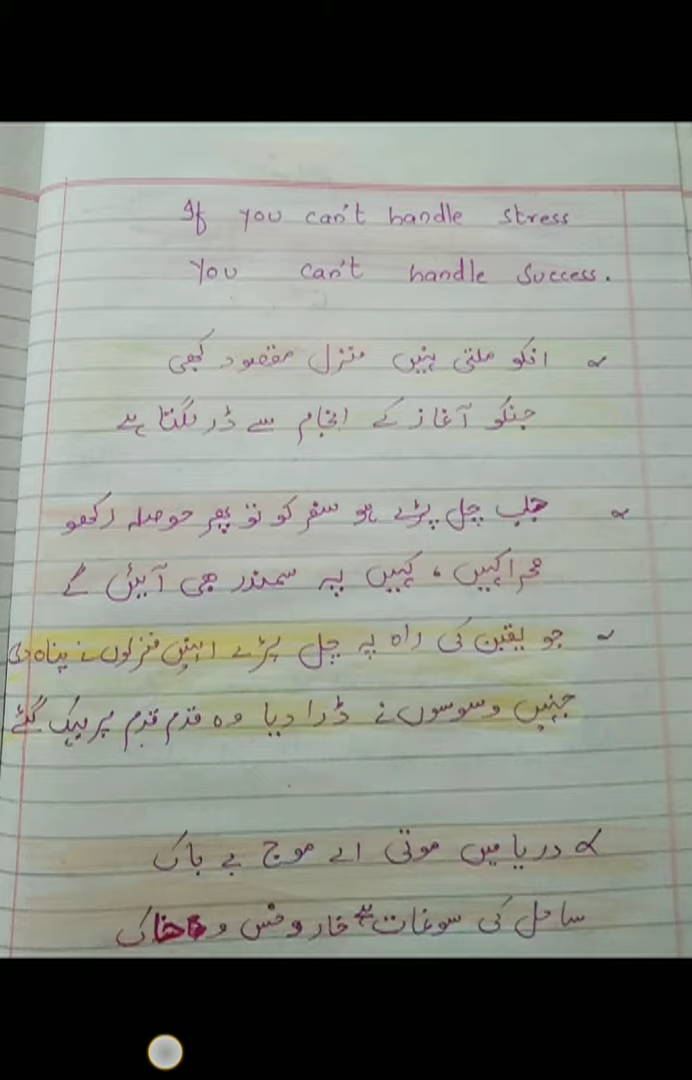 If you can't handle stress
You can't handle success.
انکو ملتی نہیں منزل مقصود کبھی
جنکو آغاز کے انجام سے ڈر لگتا ہے
جب چل پڑے ہو سفر کو تو پھر حوصلہ رکھو
صحرا کہیں، کہیں پہ سمندر بھی آئیں گے
جو یقین کی راہ پہ چل پڑے انہیں منزلوں نے پناہ دی
جنہیں وسوسوں نے ڈرا دیا وہ قدم قدم پر بہک گئے
دریا میں موتی اے موج بے باک
ساحل کی سوغات خار و خس و خاک